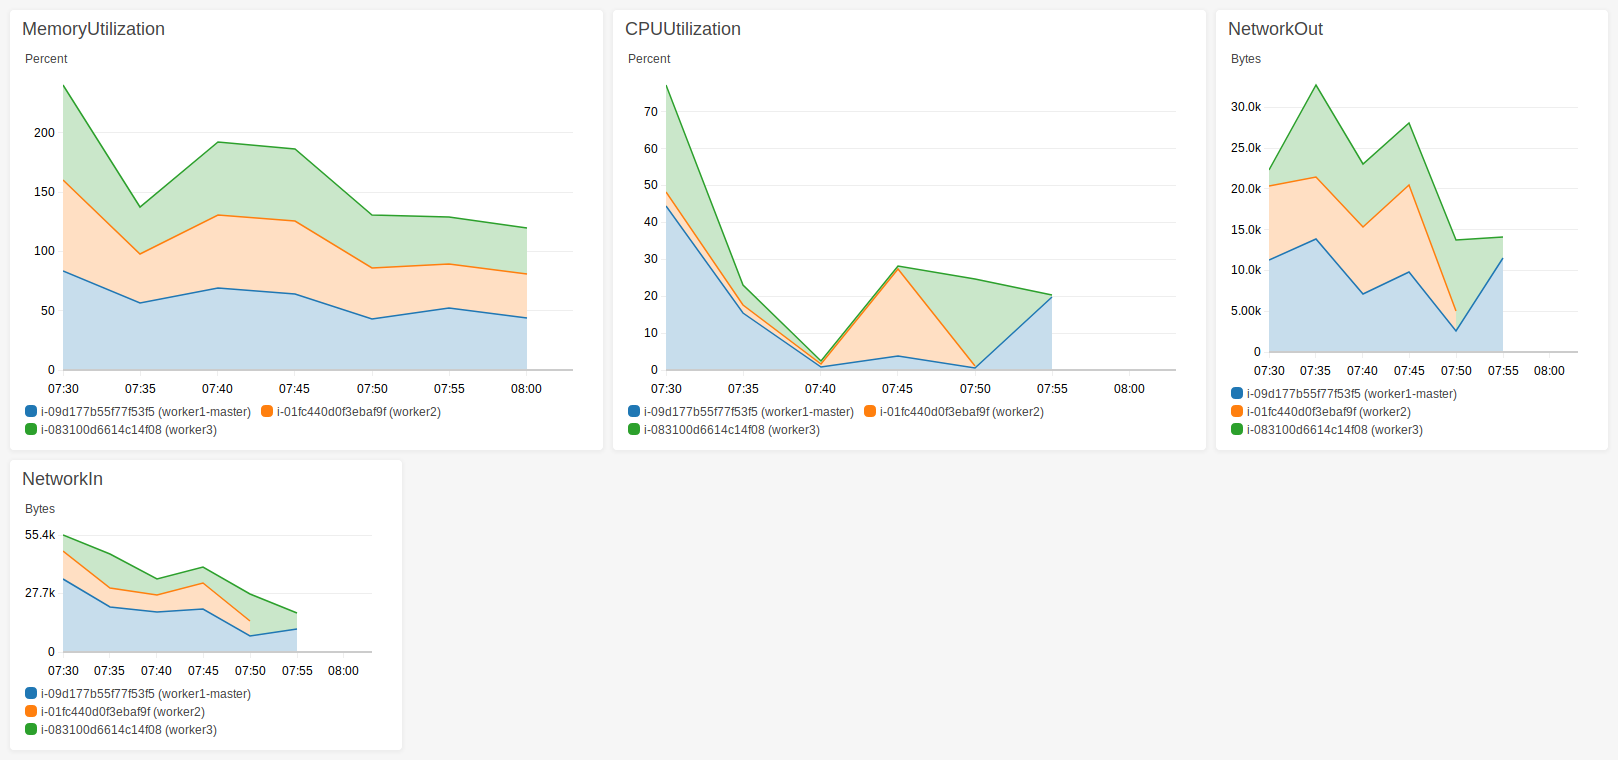 MemoryUtilization
Percent
200
150
100
50
0
07:30 07:35 07:40 07:45 07:50 07:55 08:00
i-09d177b55f77f53f5 (worker1-master) i-01fc440d0f3ebaf9f (worker2)
i-083100d6614c14f08 (worker3)
CPUUtilization
Percent
70
60
50
40
30
20
10
0
07:30 07:35 07:40 07:45 07:50 07:55 08:00
i-09d177b55f77f53f5 (worker1-master) i-01fc440d0f3ebaf9f (worker2)
i-083100d6614c14f08 (worker3)
NetworkOut
Bytes
30.0k
25.0k
20.0k
15.0k
10.0k
5.00k
0
07:30 07:35 07:40 07:45 07:50 07:55 08:00
i-09d177b55f77f53f5 (worker1-master)
i-01fc440d0f3ebaf9f (worker2)
i-083100d6614c14f08 (worker3)
NetworkIn
Bytes
55.4k
27.7k
0
07:30 07:35 07:40 07:45 07:50 07:55 08:00
i-09d177b55f77f53f5 (worker1-master)
i-01fc440d0f3ebaf9f (worker2)
i-083100d6614c14f08 (worker3)